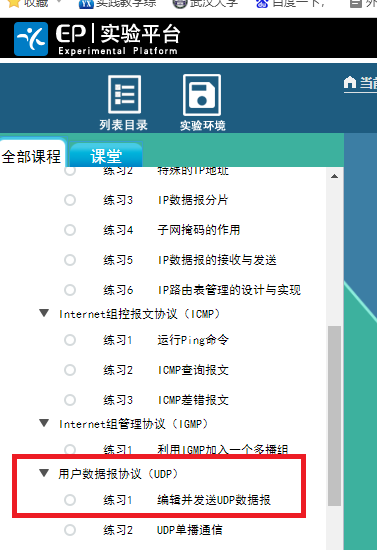 收藏 实践教学综 武汉大学 百度一下， 外
EP|实验平台
Experimental Platform
列表目录 实验环境
全部课程 课堂
练习2 特殊的IP地址
练习3 IP数据报分片
练习4 子网掩码的作用
练习5 IP数据报的接收与发送
练习6 IP路由表管理的设计与实现
Internet组控报文协议（ICMP）
练习1 运行Ping命令
练习2 ICMP查询报文
练习3 ICMP差错报文
Internet组管理协议（IGMP）
练习1 利用IGMP加入一个多播组
用户数据报协议（UDP）
练习1 编辑并发送UDP数据报
练习2 UDP单播通信